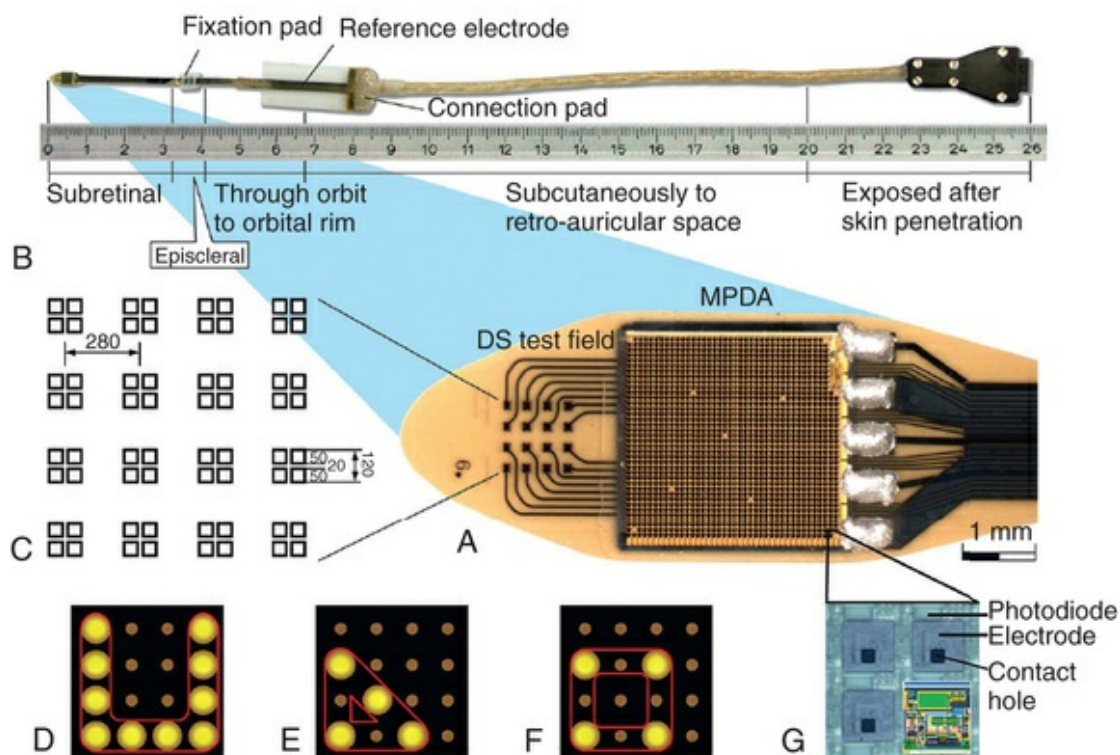 Fixation pad
Reference electrode
Connection pad
0 1 2 3 4 5 6 7 8 9 10 11 12 13 14 15 16 17 18 19 20 21 22 23 24 25 26
Subretinal
Through orbit
to orbital rim
Subcutaneously to
retro-auricular space
Exposed after
skin penetration
Episcleral
B
MPDA
DS test field
280
50
20
50
120
C
A
1 mm
D
E
F
G
Photodiode
Electrode
Contact
hole